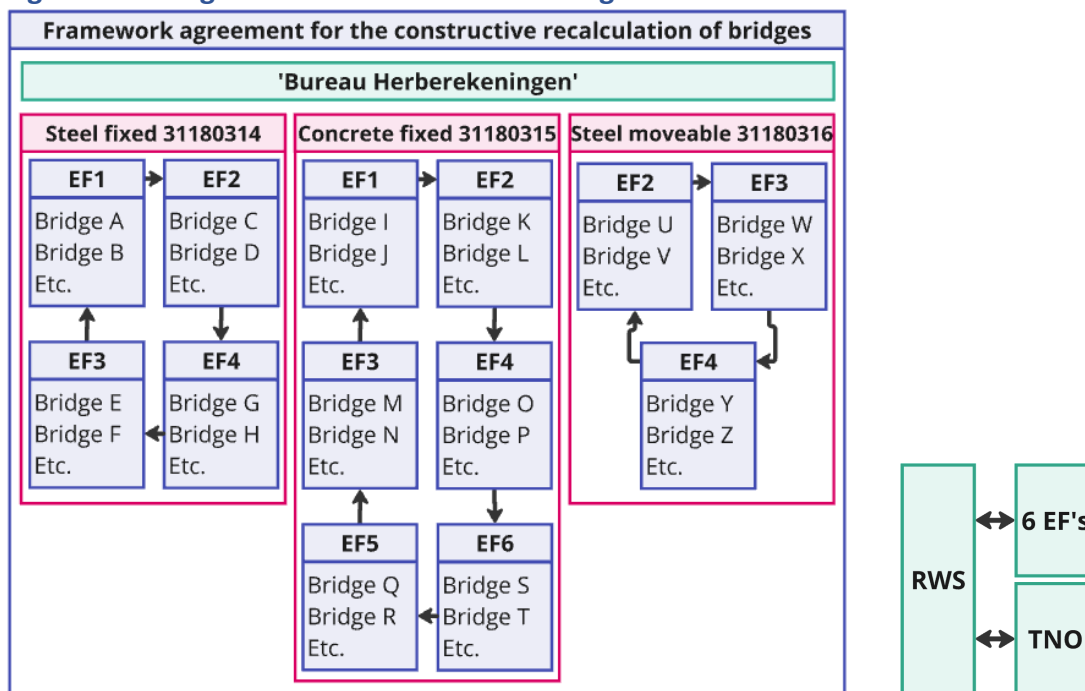 Framework agreement for the constructive recalculation of bridges
'Bureau Herberekeningen'
Steel fixed 31180314
EF1
Bridge A
Bridge B
Etc.
EF2
Bridge C
Bridge D
Etc.
EF3
Bridge E
Bridge F
Etc.
EF4
Bridge G
Bridge H
Etc.
Concrete fixed 31180315
EF1
Bridge I
Bridge J
Etc.
EF2
Bridge K
Bridge L
Etc.
EF3
Bridge M
Bridge N
Etc.
EF4
Bridge O
Bridge P
Etc.
EF5
Bridge Q
Bridge R
Etc.
EF6
Bridge S
Bridge T
Etc.
Steel moveable 31180316
EF2
Bridge U
Bridge V
Etc.
EF3
Bridge W
Bridge X
Etc.
EF4
Bridge Y
Bridge Z
Etc.
RWS
6 EF's
TNO